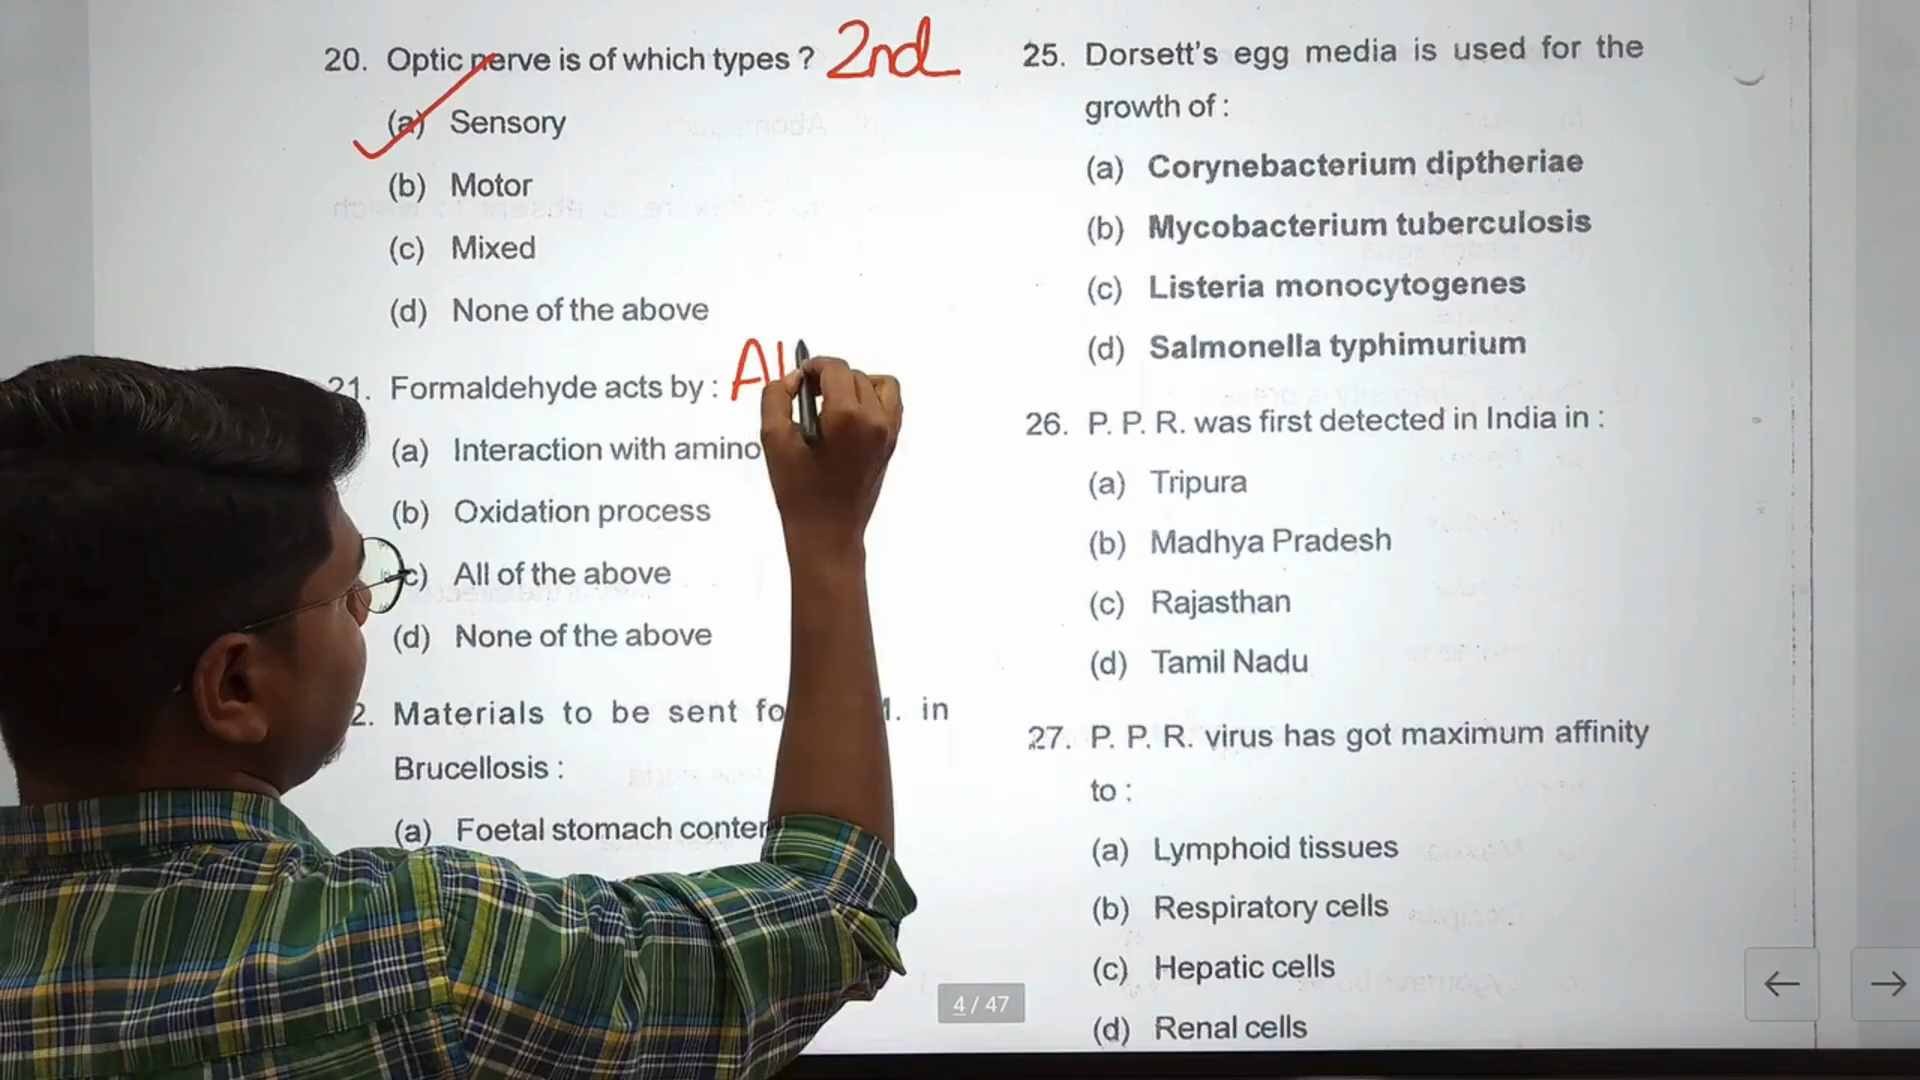 20. Optic nerve is of which types ? 2nd
(a) Sensory
(b) Motor
(c) Mixed
(d) None of the above
21. Formaldehyde acts by :
(a) Interaction with amino
(b) Oxidation process
(c) All of the above
(d) None of the above
2. Materials to be sent in
Brucellosis :
(a) Foetal stomach
25. Dorsett's egg media is used for the
growth of :
(a) Corynebacterium diptheriae
(b) Mycobacterium tuberculosis
(c) Listeria monocytogenes
(d) Salmonella typhimurium
26. P. P. R. was first detected in India in :
(a) Tripura
(b) Madhya Pradesh
(c) Rajasthan
(d) Tamil Nadu
27. P. P. R. virus has got maximum affinity
to :
(a) Lymphoid tissues
(b) Respiratory cells
(c) Hepatic cells
(d) Renal cells
4 / 47